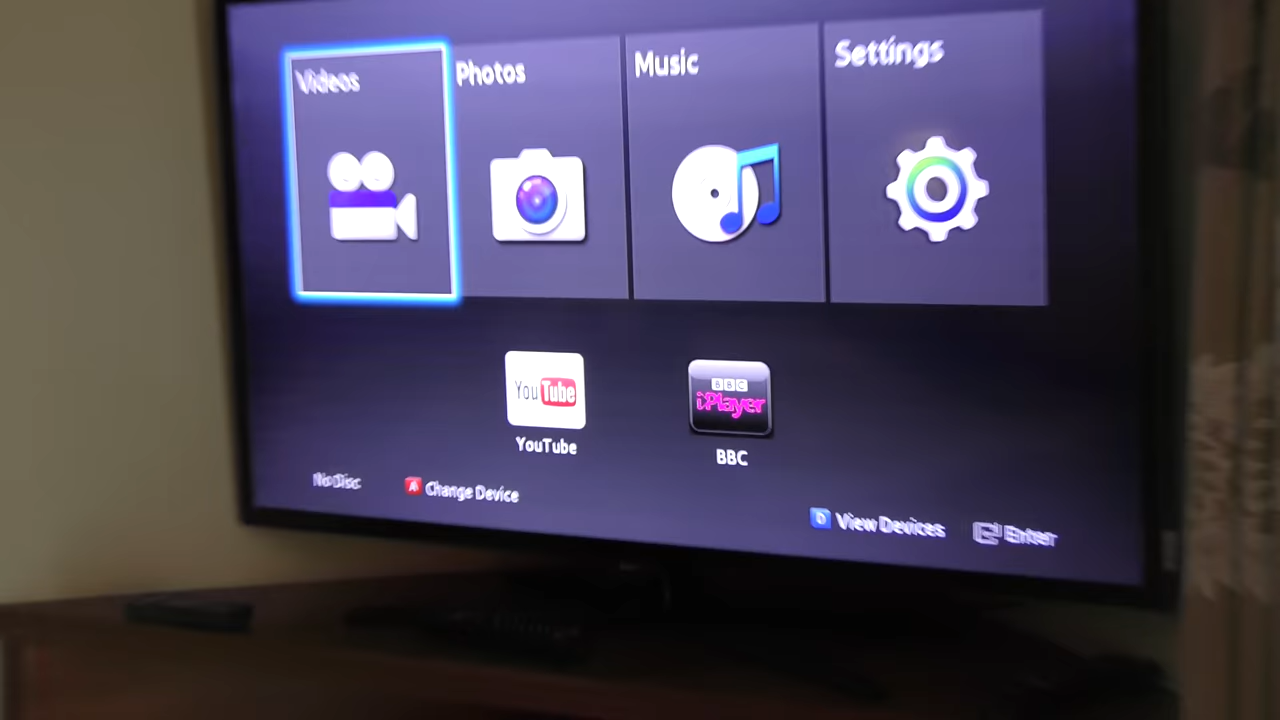 Videos
Photos
Music
Settings
You Tube
BBC
iPlayer
YouTube
BBC
No Disc
A Change Device
D View Devices
Enter